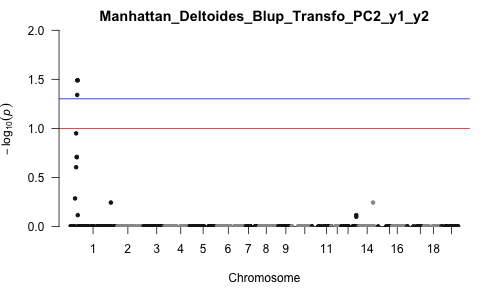 Manhattan_Deltoides_Blup_Transfo_PC2_y1_y2
2.0
1.5
1.0
0.5
0.0
− log10(p)
1 2 3 4 5 6 7 8 9 11 14 16 18
Chromosome